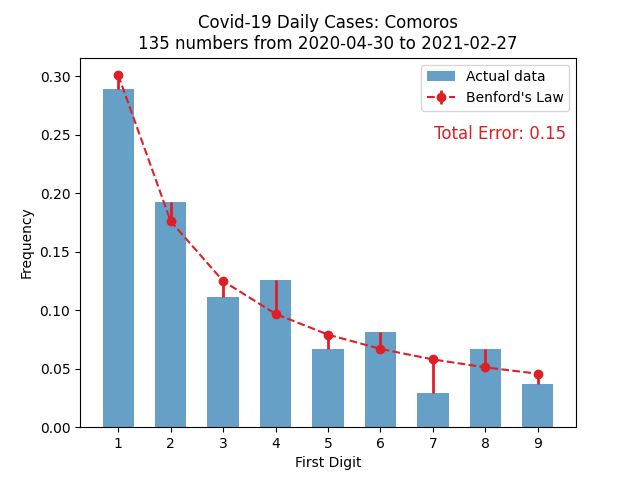 Covid-19 Daily Cases: Comoros
135 numbers from 2020-04-30 to 2021-02-27
Actual data
Benford's Law
Total Error: 0.15
Frequency
0.30
0.25
0.20
0.15
0.10
0.05
0.00
1 2 3 4 5 6 7 8 9
First Digit